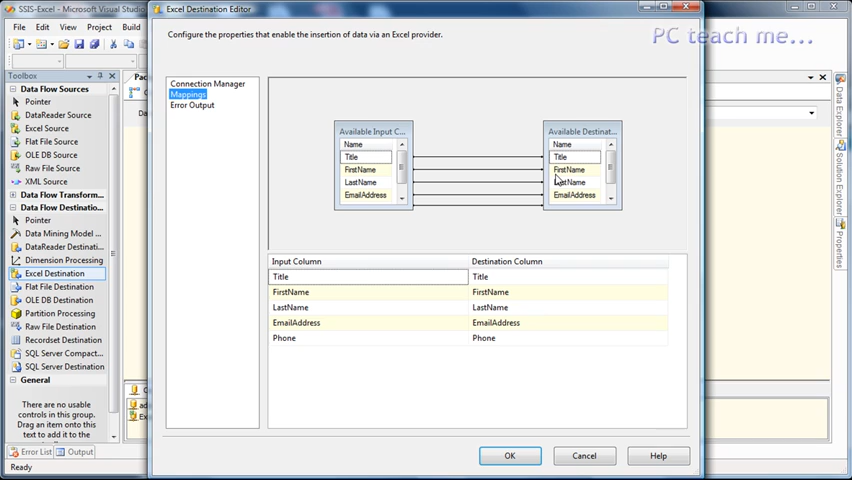 SSIS-Excel - Microsoft Visual Stud
Excel Destination Editor
PC teach me...
File Edit View Project Build
Configure the properties that enable the insertion of data via an Excel provider.
Toolbox
Data Flow Sources
Pointer
DataReader Source
Excel Source
Flat File Source
OLE DB Source
Raw File Source
XML Source
Data Flow Transform...
Data Flow Destinatio...
Pointer
Data Mining Model ...
DataReader Destinati...
Dimension Processing
Excel Destination
Flat File Destination
OLE DB Destination
Partition Processing
Raw File Destination
Recordset Destination
SQL Server Compact...
SQL Server Destination
General
There are no usable
controls in this group.
Drag an item onto this
text to add it to the
Error List Output
Ready
Connection Manager
Mappings
Error Output
Available Input C...
Name
Title
FirstName
LastName
EmailAddress
Available Destinat...
Name
Title
FirstName
LastName
EmailAddress
Input Column Destination Column
Title Title
FirstName FirstName
LastName LastName
EmailAddress EmailAddress
Phone Phone
OK Cancel Help
Data Explorer
Solution Explorer
Properties